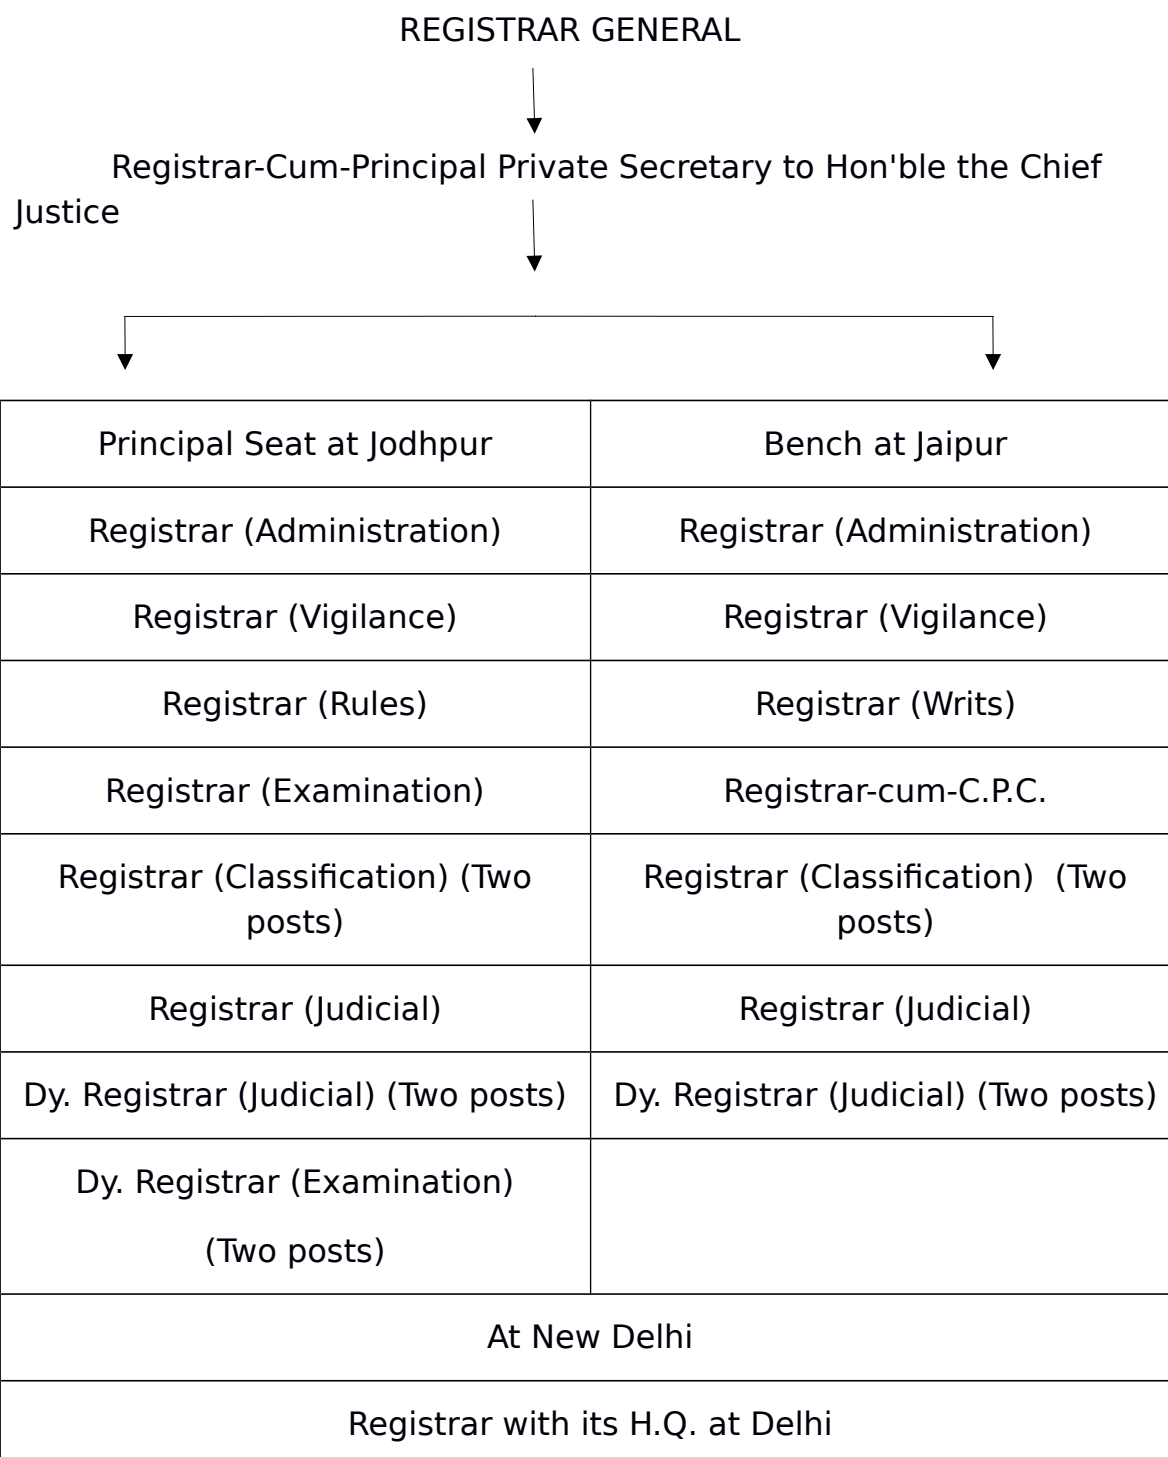 REGISTRAR GENERAL
Registrar-Cum-Principal Private Secretary to Hon'ble the Chief
Justice
Principal Seat at Jodhpur
Bench at Jaipur
Registrar (Administration)
Registrar (Administration)
Registrar (Vigilance)
Registrar (Vigilance)
Registrar (Rules)
Registrar (Writs)
Registrar (Examination)
Registrar-cum-C.P.C.
Registrar (Classification) (Two
posts)
Registrar (Classification)  (Two
posts)
Registrar (Judicial)
Registrar (Judicial)
Dy. Registrar (Judicial) (Two posts)
Dy. Registrar (Judicial) (Two posts)
Dy. Registrar (Examination)
(Two posts)
At New Delhi
Registrar with its H.Q. at Delhi